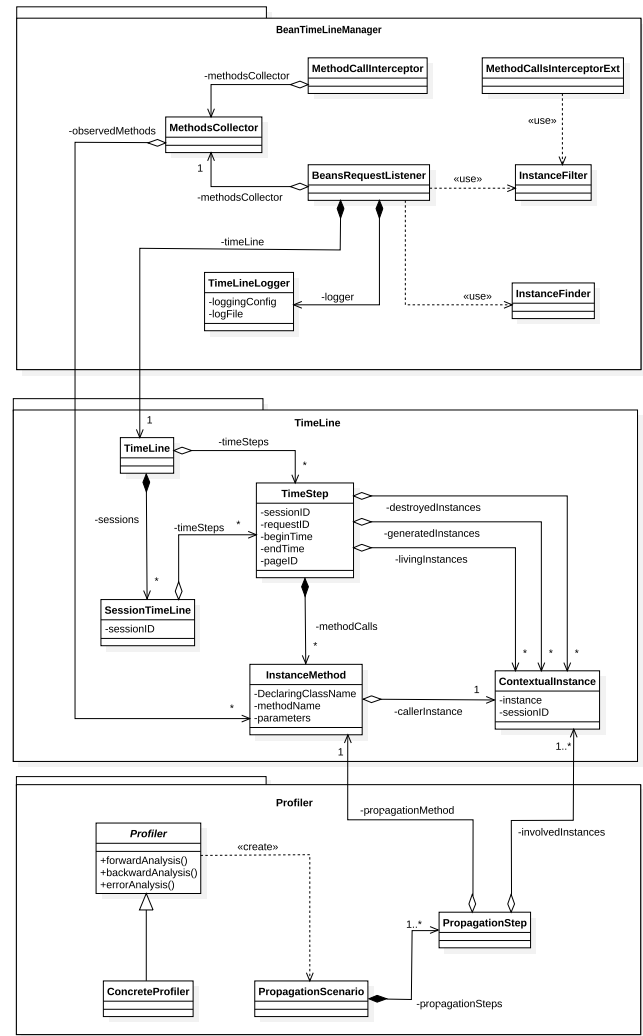 BeanTimeLineManager
MethodCallInterceptor
MethodCallsInterceptorExt
-methodsCollector
-observedMethods
MethodsCollector
«use»
1
BeansRequestListener
«use»
InstanceFilter
-methodsCollector
-timeLine
TimeLineLogger
-loggingConfig
-logFile
-logger
«use»
InstanceFinder
1
TimeLine
TimeLine
-timeSteps
*
TimeStep
-sessionID
-requestID
-beginTime
-endTime
-pageID
-destroyedInstances
-generatedInstances
-livingInstances
-sessions
-timeSteps
*
*
SessionTimeLine
-sessionID
-methodCalls
*
*
*
*
InstanceMethod
-DeclaringClassName
-methodName
-parameters
*
1
-callerInstance
ContextualInstance
-instance
-sessionID
1
1..*
Profiler
-propagationMethod
-involvedInstances
Profiler
+forwardAnalysis()
+backwardAnalysis()
+errorAnalysis()
«create»
1..*
PropagationStep
ConcreteProfiler
PropagationScenario
-propagationSteps